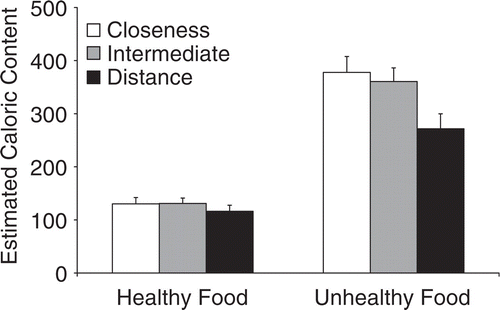 Estimated Caloric Content
500
400
300
200
100
0
Closeness
Intermediate
Distance
Healthy Food
Unhealthy Food